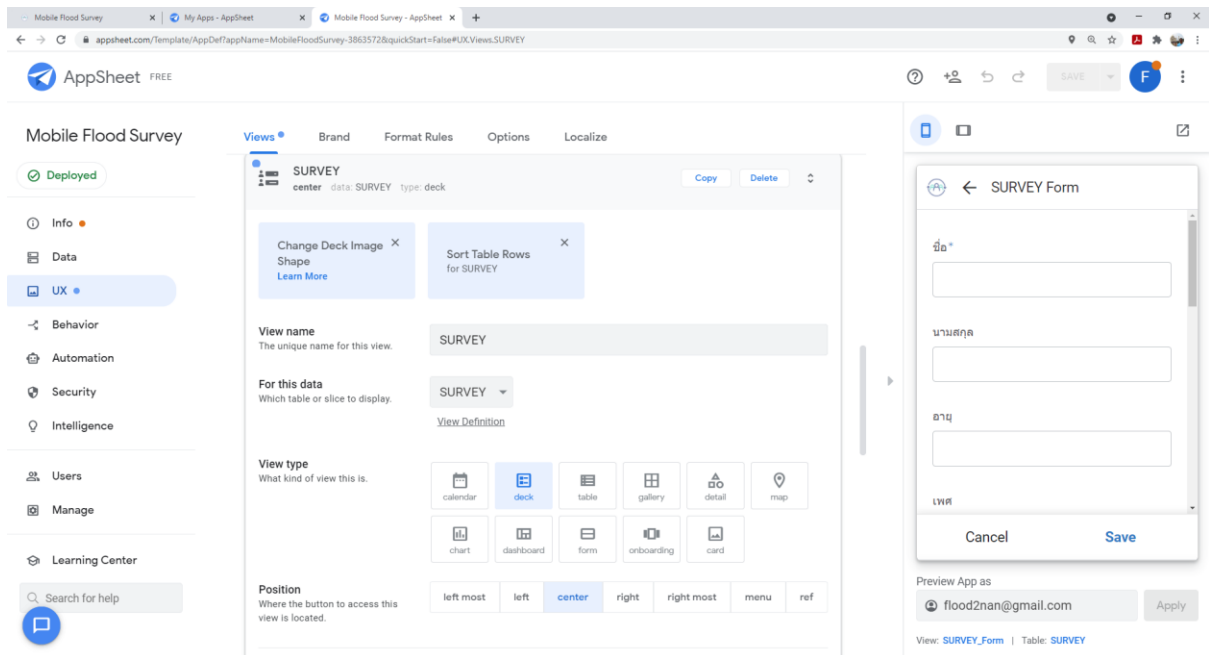 Mobile Flood Survey
My Apps - AppSheet
Mobile Flood Survey - AppSheet
appsheet.com/Template/AppDef?appName=MobileFloodSurvey-3863572&quickStart=False#UX.Views.SURVEY
AppSheet FREE
SAVE
F
Mobile Flood Survey
Deployed
Info
Data
UX
Behavior
Automation
Security
Intelligence
Users
Manage
Learning Center
Search for help
Views
Brand
Format Rules
Options
Localize
SURVEY
center data: SURVEY type: deck
Copy
Delete
Change Deck Image
Shape
Learn More
Sort Table Rows
for SURVEY
View name
The unique name for this view.
SURVEY
For this data
Which table or slice to display.
SURVEY
View Definition
View type
What kind of view this is.
calendar
deck
table
gallery
detail
map
chart
dashboard
form
onboarding
card
Position
Where the button to access this
view is located.
left most
left
center
right
right most
menu
ref
SURVEY Form
ชื่อ*
นามสกุล
อายุ
เพศ
Cancel
Save
Preview App as
flood2nan@gmail.com
Apply
View: SURVEY_Form | Table: SURVEY